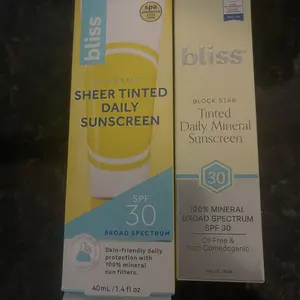 bliss
spa
SHEER TINTED
DAILY
SUNSCREEN
SPF
30
BROAD SPECTRUM
Skin-friendly daily
protection with
100% mineral
sun filters.
40mL/1.4 fl oz
bliss
BLOCK STAR
Tinted
Daily Mineral
Sunscreen
30
100% MINERAL
BROAD SPECTRUM
SPF 30
Oil-Free &
Non-Comedogenic